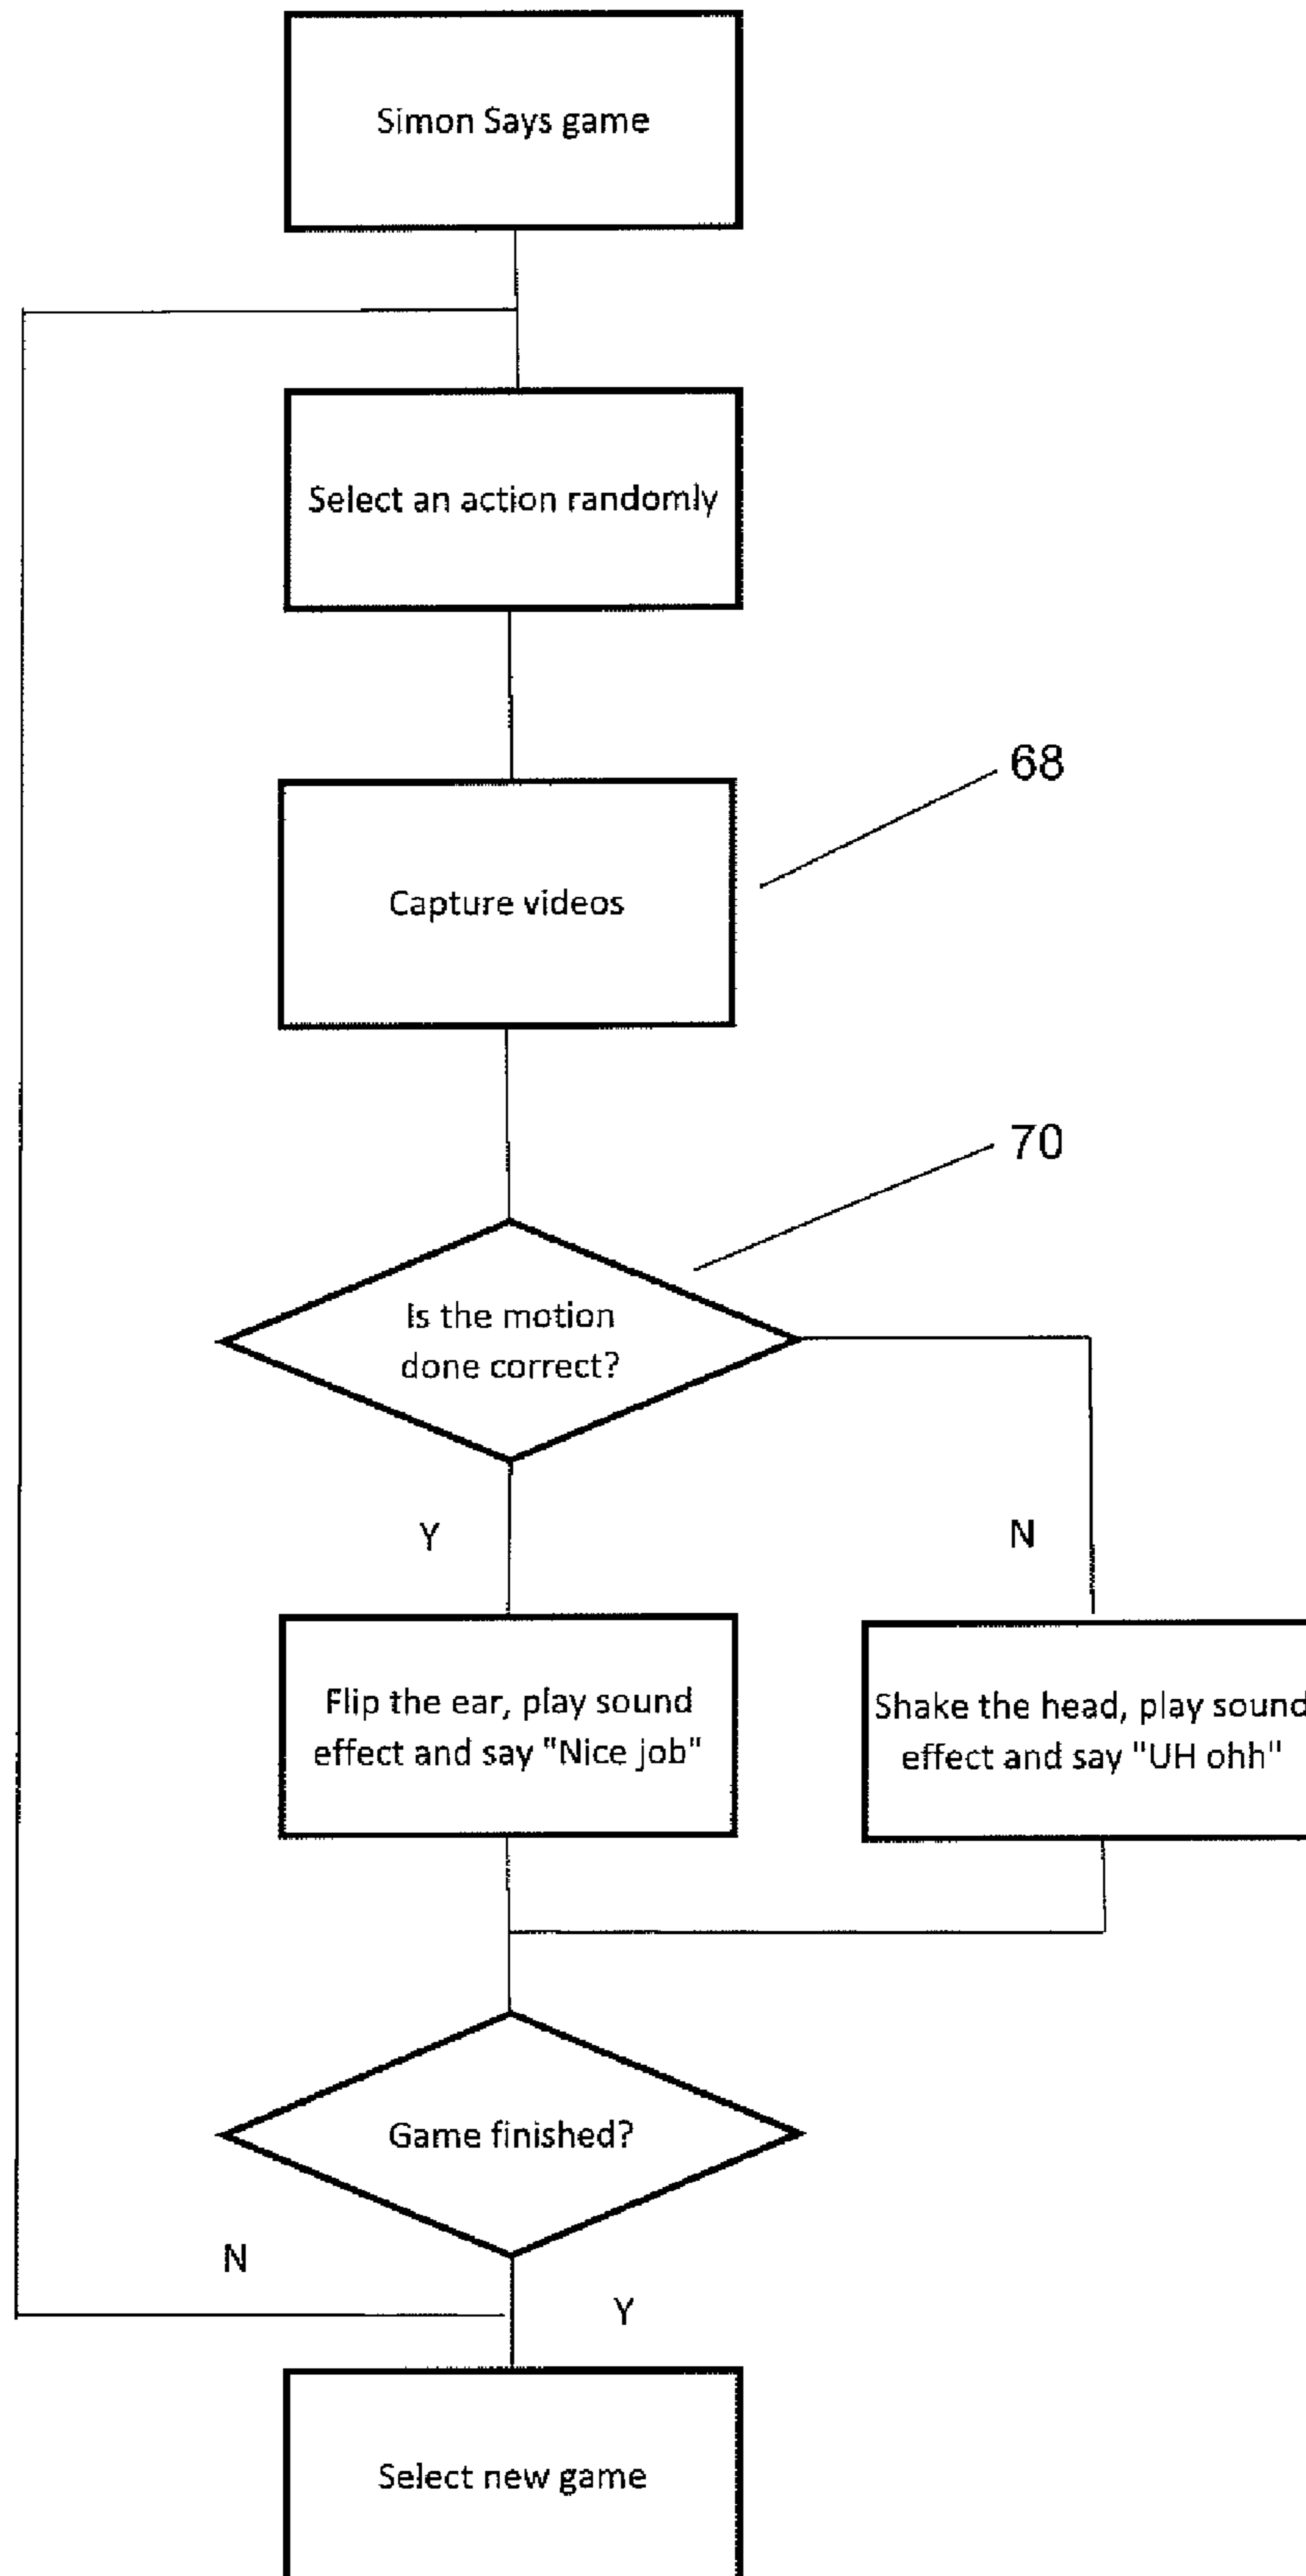 Simon Says game
Select an action randomly
68
Capture videos
70
Is the motion
done correct?
Y
N
Flip the ear, play sound
effect and say "Nice job"
Shake the head, play sound
effect and say "UH ohh"
Game finished?
N
Y
Select new game